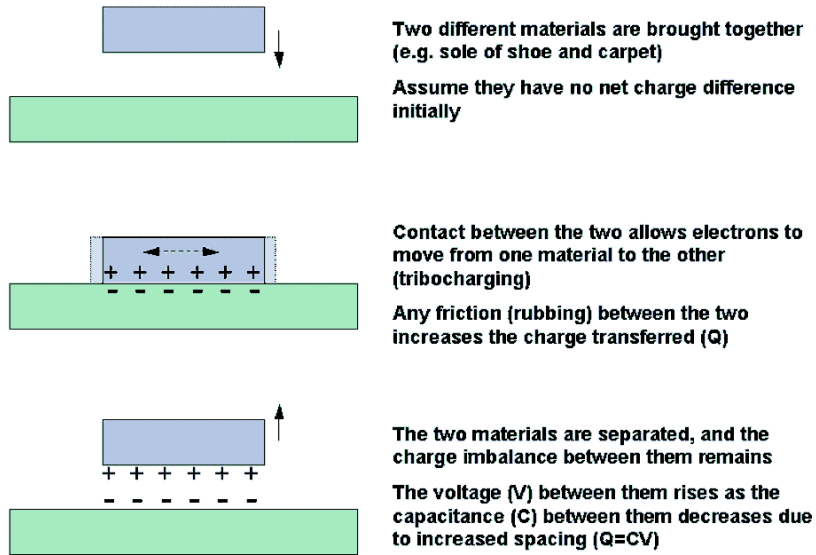 Two different materials are brought together
(e.g. sole of shoe and carpet)
Assume they have no net charge difference
initially
Contact between the two allows electrons to
move from one material to the other
(tribocharging)
Any friction (rubbing) between the two
increases the charge transferred (Q)
+ + + + + +
- - - - - -
The two materials are separated, and the
charge imbalance between them remains
The voltage (V) between them rises as the
capacitance (C) between them decreases due
to increased spacing (Q=CV)
+ + + + + +
- - - - - -